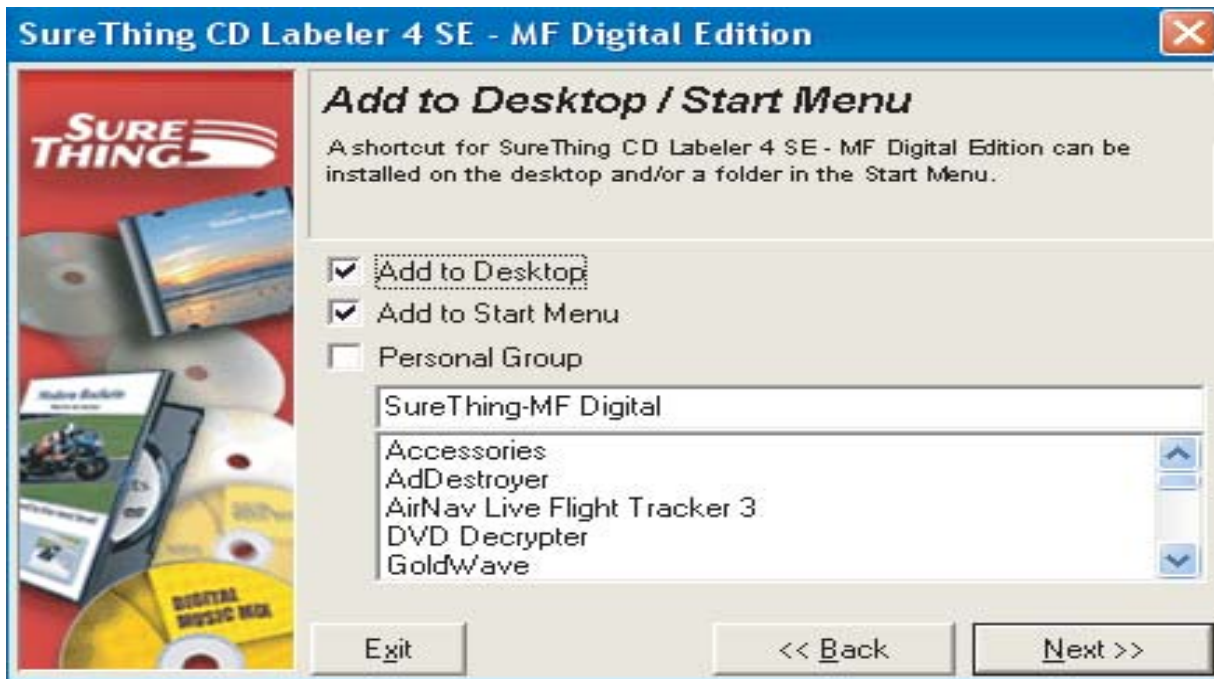 SureThing CD Labeler 4 SE - MF Digital Edition
SURE
THING
Add to Desktop / Start Menu
A shortcut for SureThing CD Labeler 4 SE - MF Digital Edition can be
installed on the desktop and/or a folder in the Start Menu.
Add to Desktop
Add to Start Menu
Personal Group
SureThing-MF Digital
Accessories
AdDestroyer
AirNav Live Flight Tracker 3
DVD Decrypter
GoldWave
DIGITAL
MUSIC MIX
Exit
<< Back
Next >>